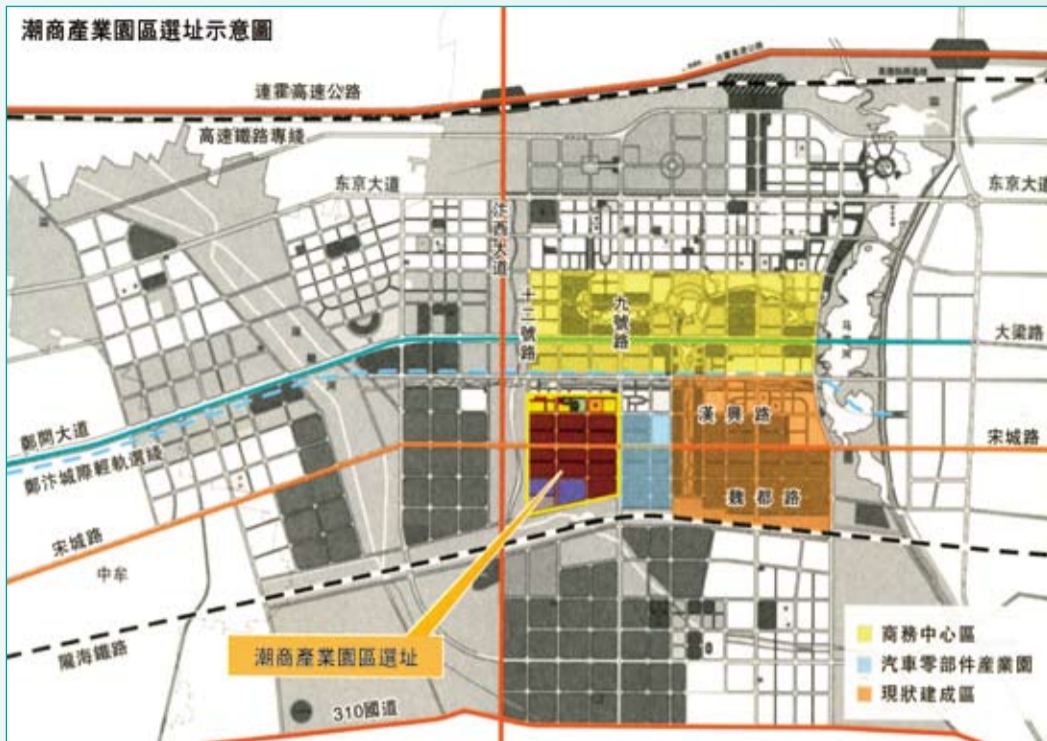 潮商產業園區選址示意圖
連霍高速公路
高速鐵路專綫
东京大道
东京大道
汴西大道
十二號路
九號路
大梁路
漢興路
宋城路
魏都路
鄭開大道
鄭汴城際輕軌選綫
宋城路
中牟
隴海鐵路
潮商產業園區選址
310國道
商務中心區
汽車零部件産業園
現狀建成區